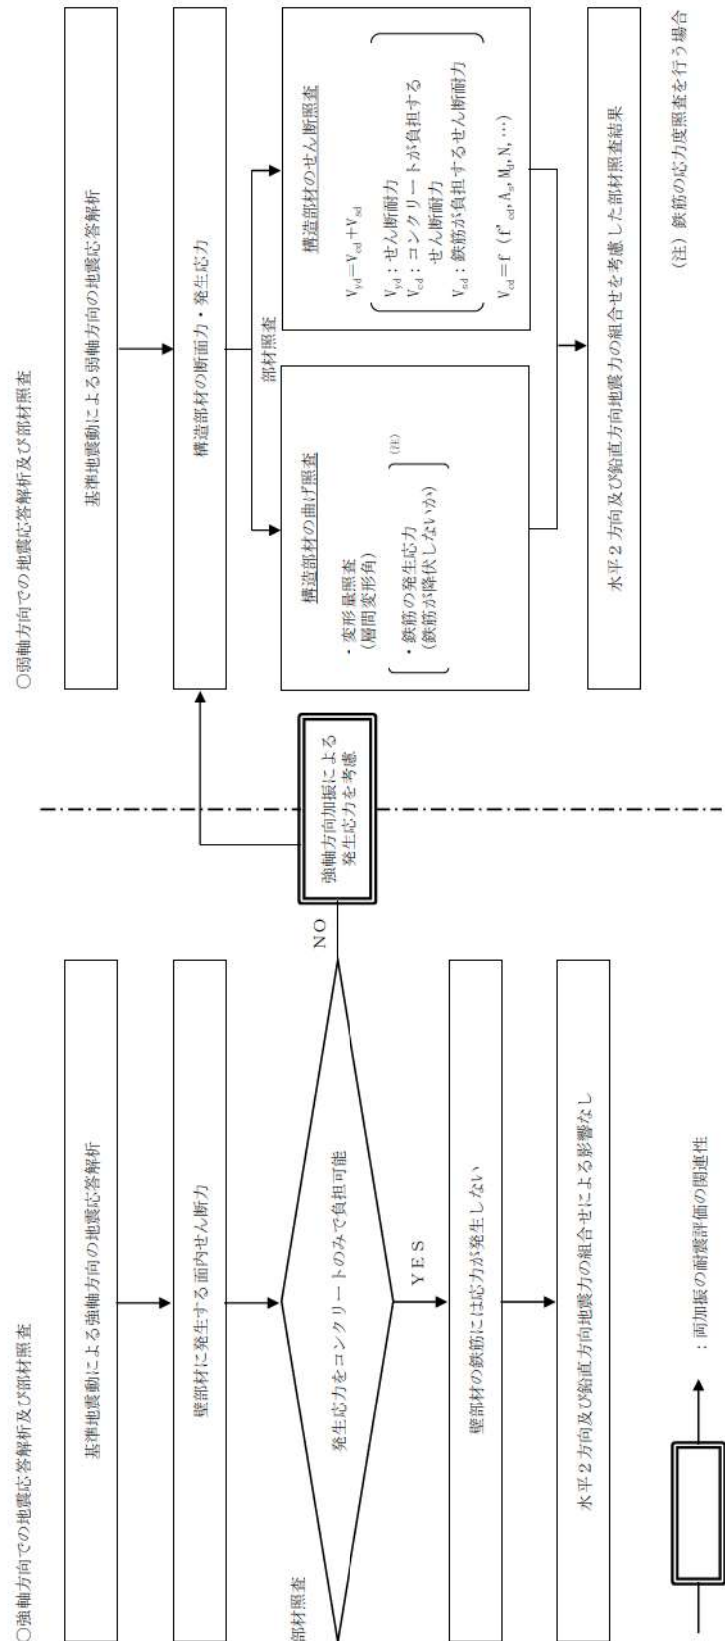 ○強軸方向での地震応答解析及び部材照査
基準地震動による強軸方向の地震応答解析
壁部材に発生する面内せん断力
部材照査
発生応力をコンクリートのみで負担可能
NO
YES
壁部材の鉄筋には応力が発生しない
水平2方向及び鉛直方向地震力の組合せによる影響なし
:両加振の耐震評価の関連性
強軸方向加振による
発生応力を考慮
○弱軸方向での地震応答解析及び部材照査
基準地震動による弱軸方向の地震応答解析
構造部材の断面力・発生応力
部材照査
構造部材の曲げ照査
・変形量照査
(層間変形角)
・鉄筋の発生応力
(鉄筋が降伏しないか)
(注)
構造部材のせん断照査
Vyd=Vcd+Vsd
Vyd:せん断耐力
Vcd:コンクリートが負担する
せん断耐力
Vsd:鉄筋が負担するせん断耐力
Vcd=f (f'cd,As,Md,N,…)
水平2方向及び鉛直方向地震力の組合せを考慮した部材照査結果
(注) 鉄筋の応力度照査を行う場合